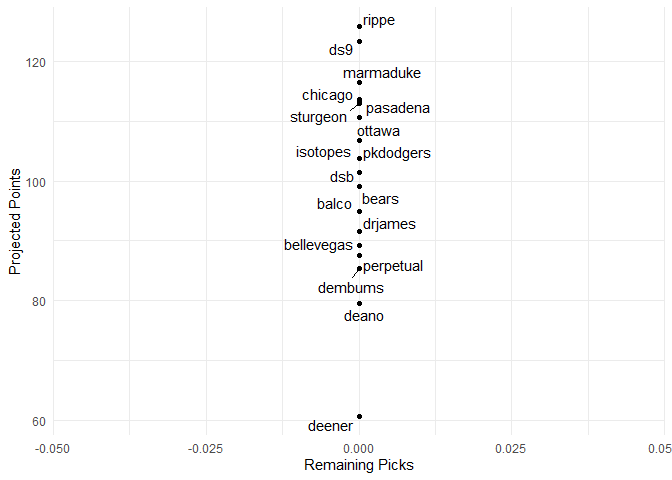 rippe
ds9
120
marmaduke
chicago
pasadena
sturgeon
ottawa
isotopes
pkdodgers
dsb
100
bears
balco
drjames
bellevegas
perpetual
dembums
80
deano
60
deener
Projected Points
-0.050
-0.025
0.000
0.025
0.05
Remaining Picks